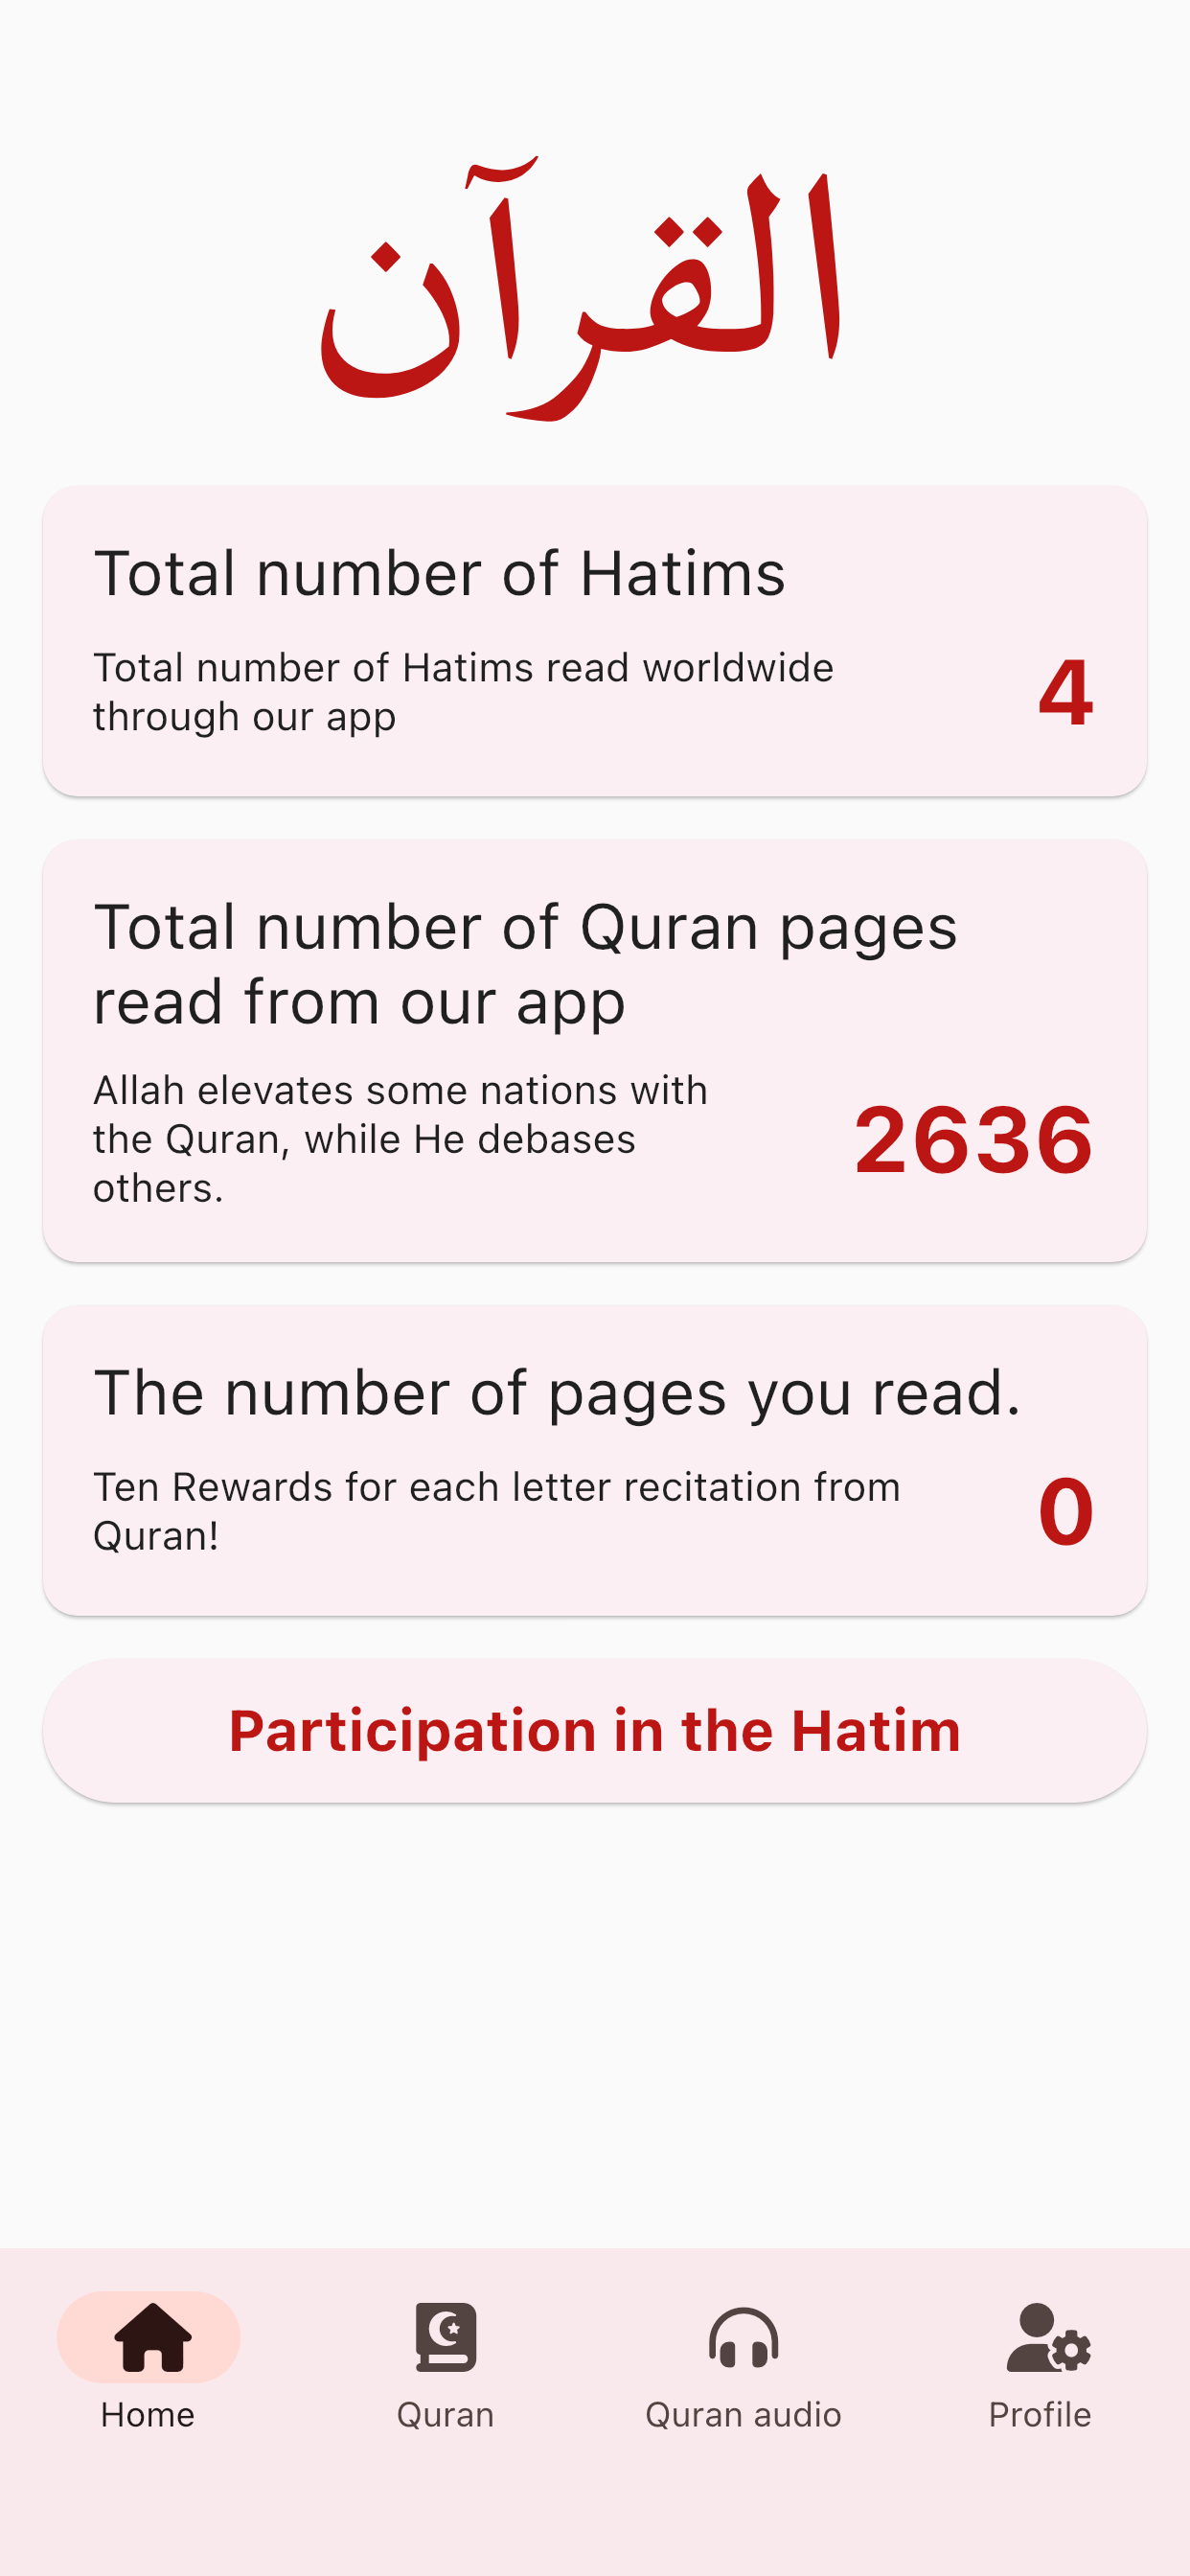 القرآن
Total number of Hatims
Total number of Hatims read worldwide
through our app
4
Total number of Quran pages
read from our app
Allah elevates some nations with
the Quran, while He debases
others.
2636
The number of pages you read.
Ten Rewards for each letter recitation from
Quran!
0
Participation in the Hatim
Home
Quran
Quran audio
Profile